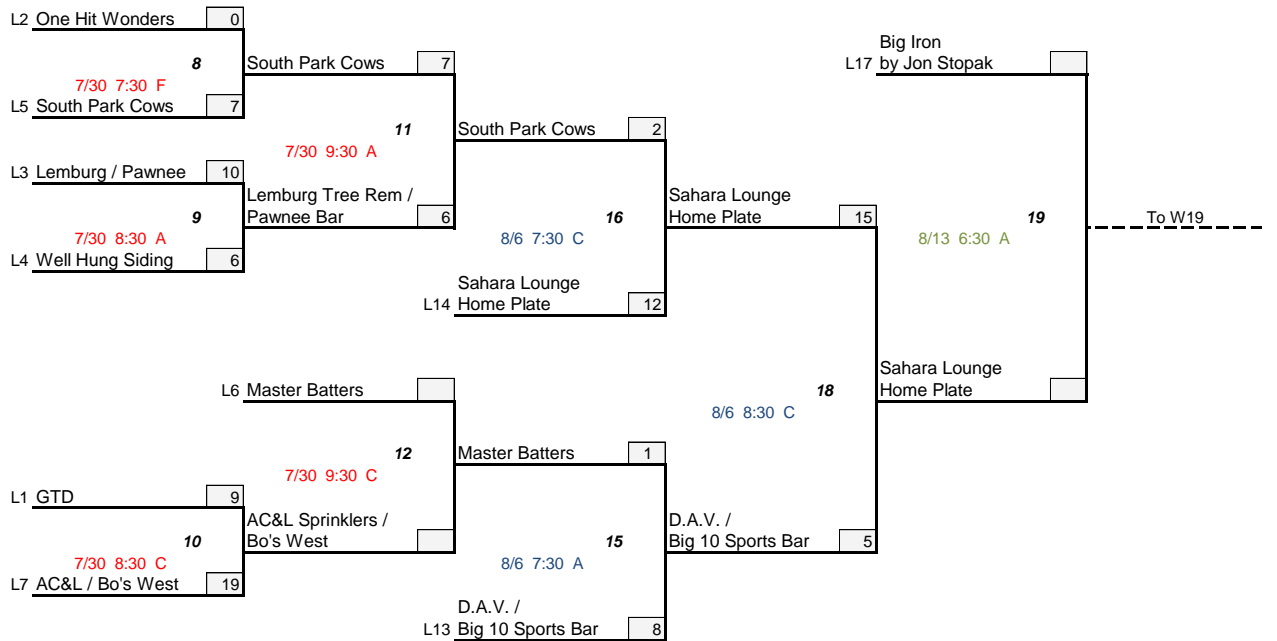 L2 One Hit Wonders 0
8
7/30 7:30 F
L5 South Park Cows 7
South Park Cows 7
11
7/30 9:30 A
L3 Lemburg / Pawnee 10
9
7/30 8:30 A
L4 Well Hung Siding 6
Lemburg Tree Rem /
Pawnee Bar 6
South Park Cows 2
16
8/6 7:30 C
Sahara Lounge
L14 Home Plate 12
Sahara Lounge
Home Plate 15
Big Iron
by Jon Stopak
L17
19
8/13 6:30 A
To W19
18
8/6 8:30 C
Sahara Lounge
Home Plate
L6 Master Batters
12
7/30 9:30 C
L1 GTD 9
10
7/30 8:30 C
L7 AC&L / Bo's West 19
AC&L Sprinklers /
Bo's West
Master Batters 1
15
8/6 7:30 A
D.A.V. /
L13 Big 10 Sports Bar 8
D.A.V. /
Big 10 Sports Bar 5